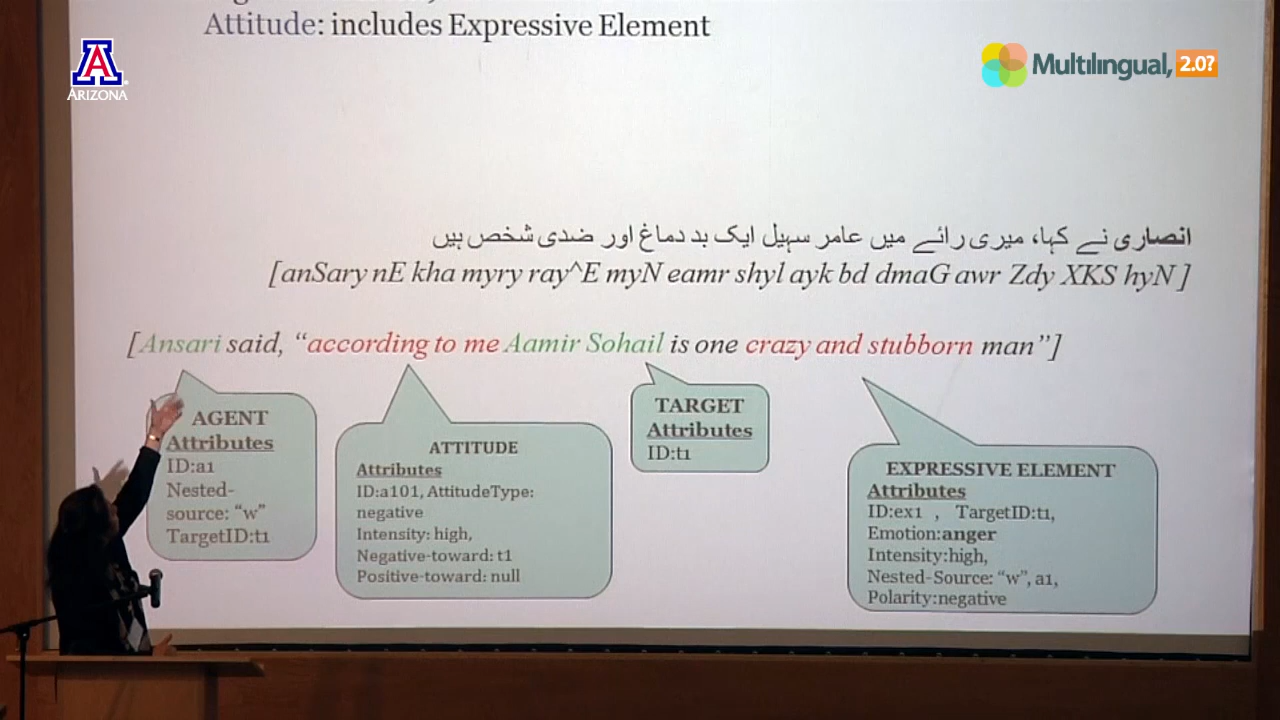 Attitude: includes Expressive Element
ARIZONA
Multilingual, 2.0?
انصاری نے کہا، میری رائے میں عامر سہیل ایک بد دماغ اور ضدی شخص ہیں
[anSary nE kha myry ray^E myN eamr shyl ayk bd dmaG awr Zdy XKS hyN ]
[Ansari said, “according to me Aamir Sohail is one crazy and stubborn man”]
AGENT
Attributes
ID:a1
Nested-
source: “w”
TargetID:t1
ATTITUDE
Attributes
ID:a101, AttitudeType:
negative
Intensity: high,
Negative-toward: t1
Positive-toward: null
TARGET
Attributes
ID:t1
EXPRESSIVE ELEMENT
Attributes
ID:ex1 , TargetID:t1,
Emotion:anger
Intensity:high,
Nested-Source: “w”, a1,
Polarity:negative